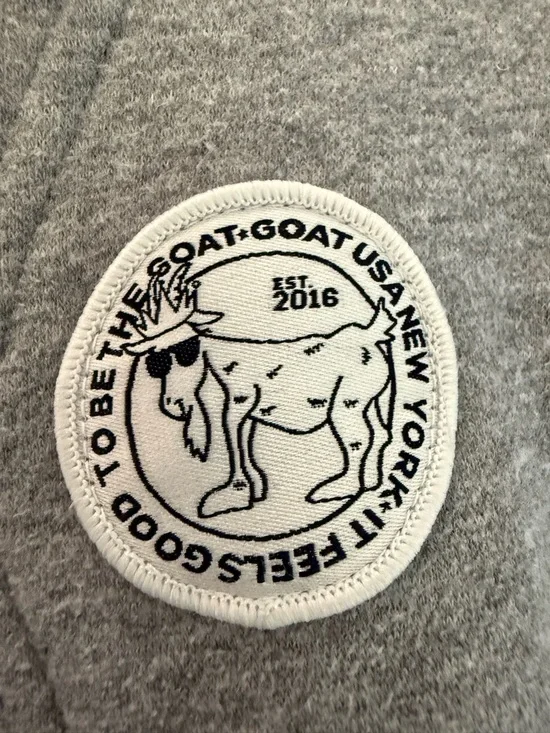 GOAT USA NEW YORK★IT FEELS GOOD TO BE THE GOAT★
EST.
2016